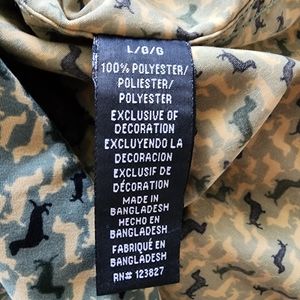 L/G/G
100% POLYESTER/
POLIESTER/
POLYESTER
EXCLUSIVE OF
DECORATION
EXCLUYENDO LA
DECORACION
EXCLUSIF DE
DÉCORATION
MADE IN
BANGLADESH
HECHO EN
BANGLADESH
FABRIQUÉ EN
BANGLADESH
RN# 123827